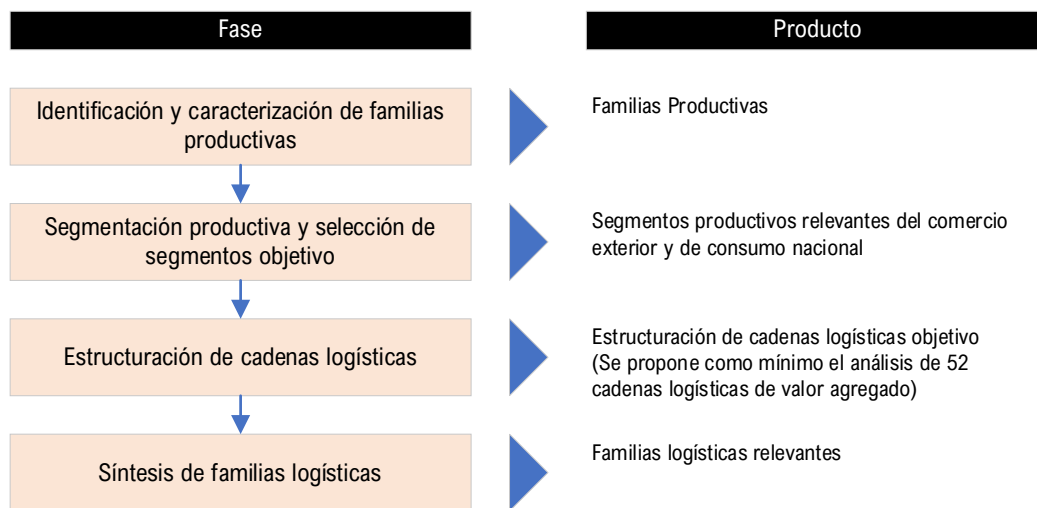 Fase
Producto
Identificación y caracterización de familias
productivas
Familias Productivas
Segmentación productiva y selección de
segmentos objetivo
Segmentos productivos relevantes del comercio
exterior y de consumo nacional
Estructuración de cadenas logísticas
Estructuración de cadenas logísticas objetivo
(Se propone como mínimo el análisis de 52
cadenas logísticas de valor agregado)
Síntesis de familias logísticas
Familias logísticas relevantes